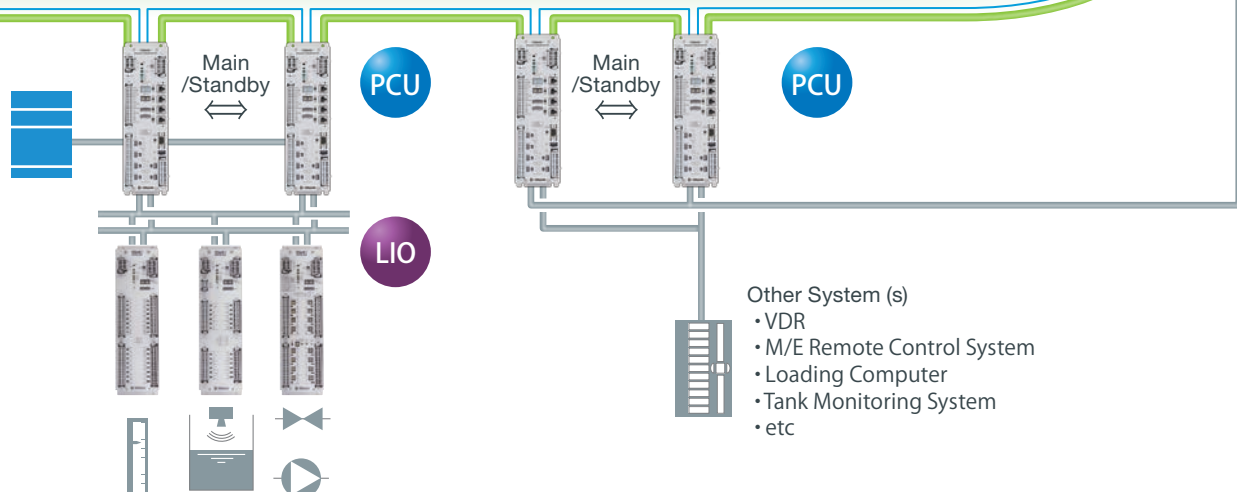 Main
/Standby
PCU
Main
/Standby
PCU
LIO
Other System (s)
・VDR
・M/E Remote Control System
・Loading Computer
・Tank Monitoring System
・etc